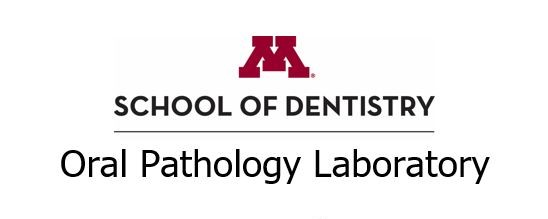 M
SCHOOL OF DENTISTRY
Oral Pathology Laboratory